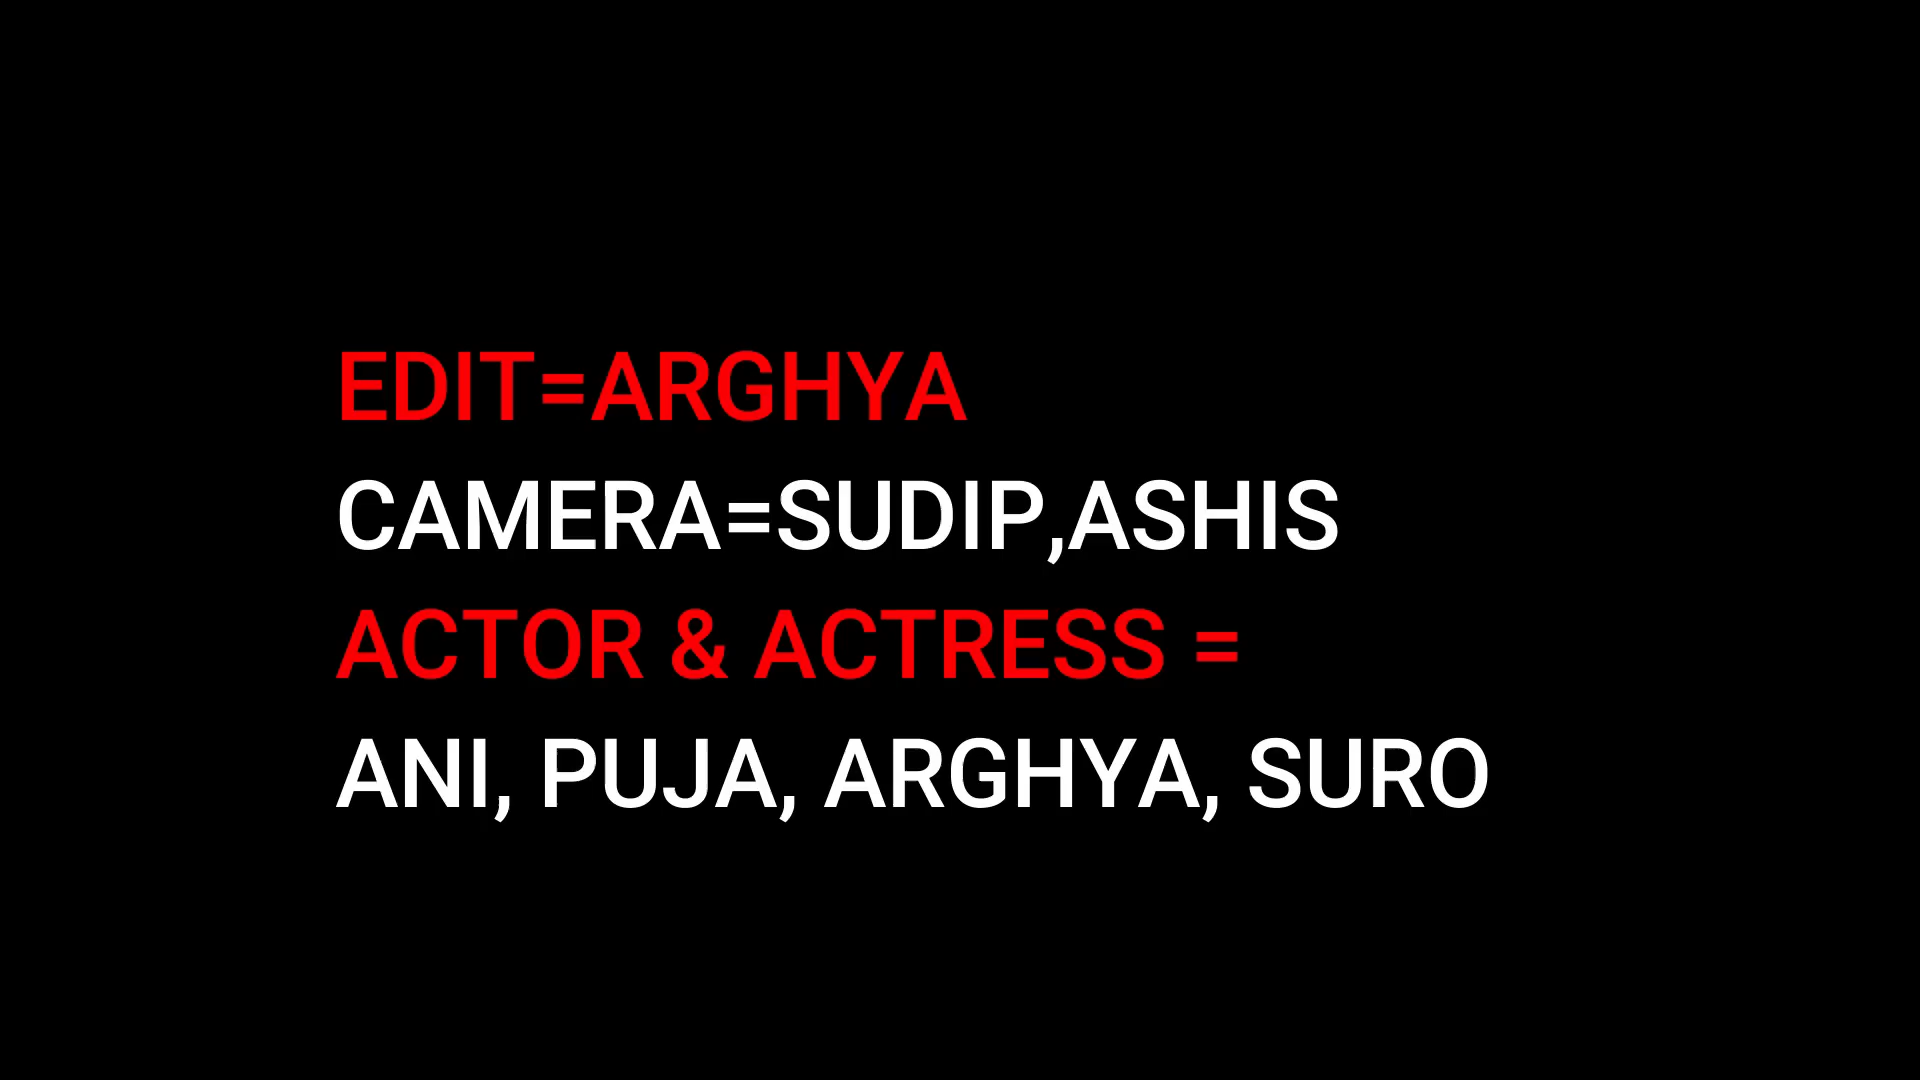 EDIT=ARGHYA
CAMERA=SUDIP,ASHIS
ACTOR & ACTRESS =
ANI, PUJA, ARGHYA, SURO